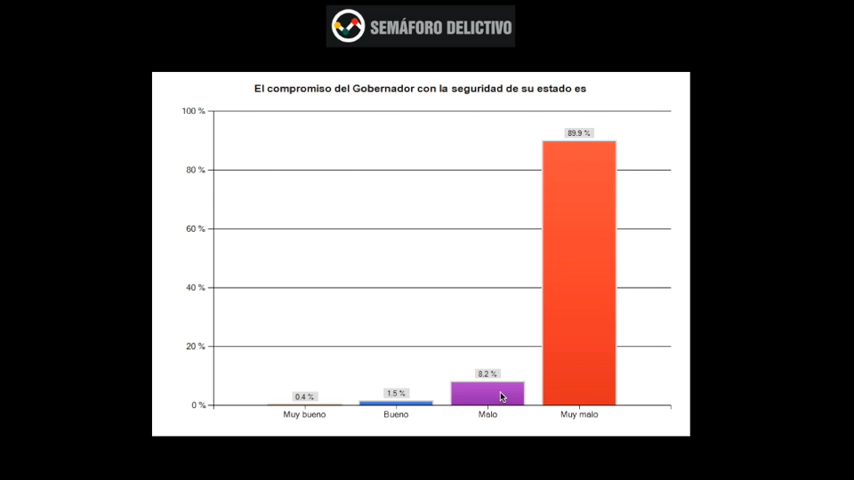 SEMÁFORO DELICTIVO
El compromiso del Gobernador con la seguridad de su estado es
100 %
89.9 %
80 %
60 %
40 %
20 %
8.2 %
1.5 %
0.4 %
0 %
Muy bueno
Bueno
Malo
Muy malo